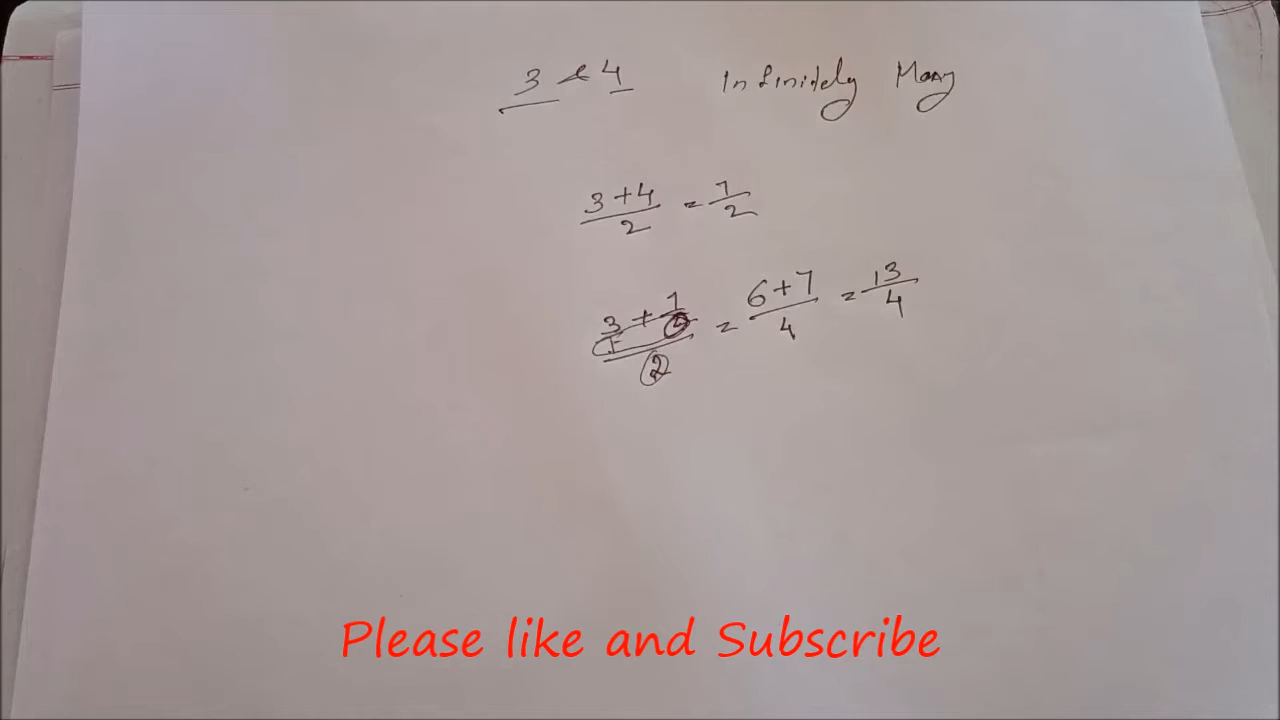 3 & 4 Infinitely Many
3+4/2 = 7/2
3/1 + 7/2 / 2 = 6+7/4 = 13/4
Please like and Subscribe